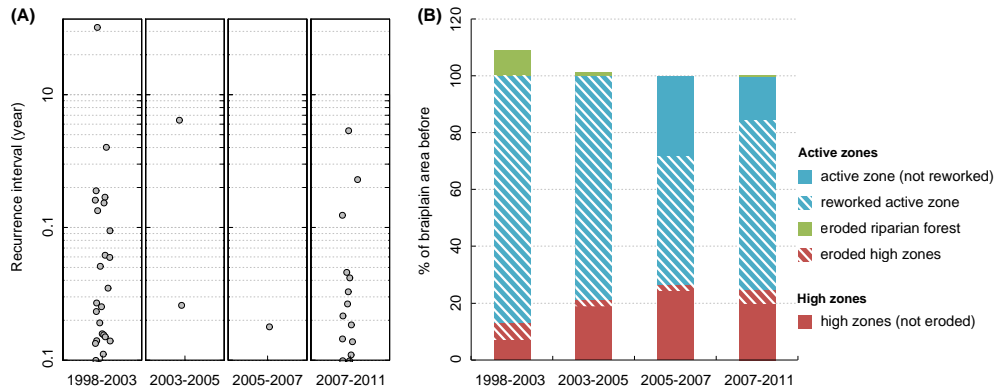 (A)
Recurrence interval (year)
10
0.1
0.1
1998-2003
2003-2005
2005-2007
2007-2011
(B)
% of braiplain area before
120
100
80
60
40
20
0
1998-2003
2003-2005
2005-2007
2007-2011
Active zones
active zone (not reworked)
reworked active zone
eroded riparian forest
eroded high zones
High zones
high zones (not eroded)